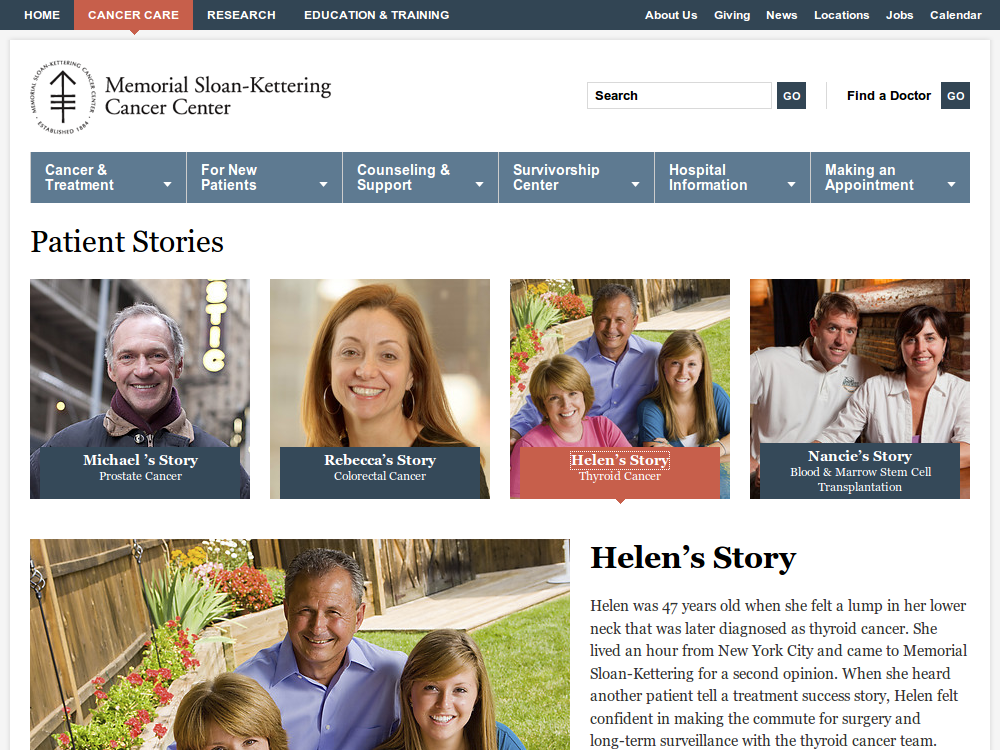 HOME CANCER CARE RESEARCH EDUCATION & TRAINING About Us Giving News Locations Jobs Calendar
MEMORIAL SLOAN-KETTERING CANCER CENTER
· ESTABLISHED 1884 ·
Memorial Sloan-Kettering
Cancer Center
Search GO Find a Doctor GO
Cancer &
Treatment
For New
Patients
Counseling &
Support
Survivorship
Center
Hospital
Information
Making an
Appointment
Patient Stories
STIC
Michael ’s Story
Prostate Cancer
Rebecca’s Story
Colorectal Cancer
Helen’s Story
Thyroid Cancer
Nancie’s Story
Blood & Marrow Stem Cell
Transplantation
Helen’s Story
Helen was 47 years old when she felt a lump in her lower
neck that was later diagnosed as thyroid cancer. She
lived an hour from New York City and came to Memorial
Sloan-Kettering for a second opinion. When she heard
another patient tell a treatment success story, Helen felt
confident in making the commute for surgery and
long-term surveillance with the thyroid cancer team.